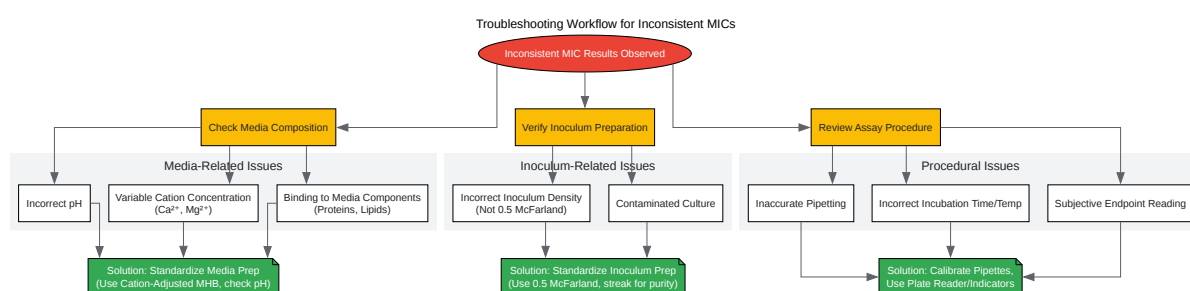 Troubleshooting Workflow for Inconsistent MICs
Inconsistent MIC Results Observed
Check Media Composition
Verify Inoculum Preparation
Review Assay Procedure
Media-Related Issues
Inoculum-Related Issues
Procedural Issues
Incorrect pH
Variable Cation Concentration
(Ca²⁺, Mg²⁺)
Binding to Media Components
(Proteins, Lipids)
Incorrect Inoculum Density
(Not 0.5 McFarland)
Contaminated Culture
Inaccurate Pipetting
Incorrect Incubation Time/Temp
Subjective Endpoint Reading
Solution: Standardize Media Prep
(Use Cation-Adjusted MHB, check pH)
Solution: Standardize Inoculum Prep
(Use 0.5 McFarland, streak for purity)
Solution: Calibrate Pipettes,
Use Plate Reader/Indicators